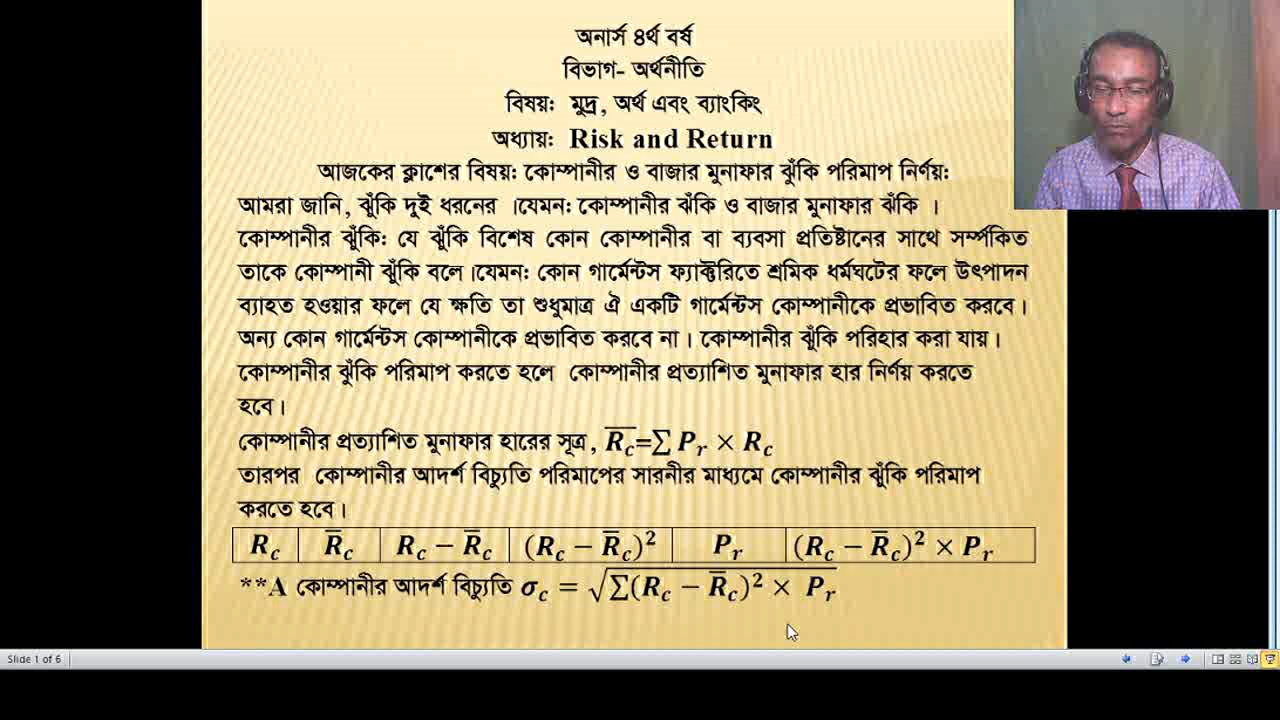 অনার্স ৪র্থ বর্ষ
বিভাগ- অর্থনীতি
বিষয়: মুদ্র, অর্থ এবং ব্যাংকিং
অধ্যায়: Risk and Return
আজকের ক্লাশের বিষয়: কোম্পানীর ও বাজার মুনাফার ঝুঁকি পরিমাপ নির্ণয়:
আমরা জানি, ঝুঁকি দুই ধরনের ।যেমন: কোম্পানীর ঝঁকি ও বাজার মুনাফার ঝঁকি ।
কোম্পানীর ঝুঁকি: যে ঝুঁকি বিশেষ কোন কোম্পানীর বা ব্যবসা প্রতিষ্টানের সাথে সর্ম্পকিত
তাকে কোম্পানী ঝুঁকি বলে।যেমন: কোন গার্মেন্টস ফ্যাক্টরিতে শ্রমিক ধর্মঘটের ফলে উৎপাদন
ব্যাহত হওয়ার ফলে যে ক্ষতি তা শুধুমাত্র ঐ একটি গার্মেন্টস কোম্পানীকে প্রভাবিত করবে।
অন্য কোন গার্মেন্টস কোম্পানীকে প্রভাবিত করবে না। কোম্পানীর ঝুঁকি পরিহার করা যায়।
কোম্পানীর ঝুঁকি পরিমাপ করতে হলে কোম্পানীর প্রত্যাশিত মুনাফার হার নির্ণয় করতে
হবে।
কোম্পানীর প্রত্যাশিত মুনাফার হারের সূত্র, R̅c=∑ Pr × Rc
তারপর কোম্পানীর আদর্শ বিচ্যুতি পরিমাপের সারনীর মাধ্যমে কোম্পানীর ঝুঁকি পরিমাপ
করতে হবে।
Rc R̅c Rc − R̅c (Rc − R̅c)² Pr (Rc − R̅c)² × Pr
**A কোম্পানীর আদর্শ বিচ্যুতি σc = √∑(Rc − R̅c)² × Pr
Slide 1 of 6